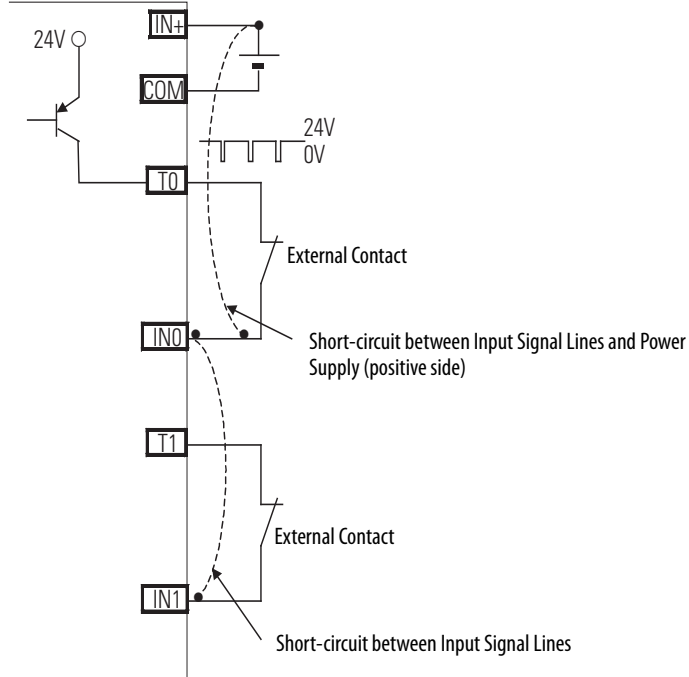 IN+
24V
COM
24V
0V
T0
External Contact
IN0
Short-circuit between Input Signal Lines and Power
Supply (positive side)
T1
External Contact
IN1
Short-circuit between Input Signal Lines